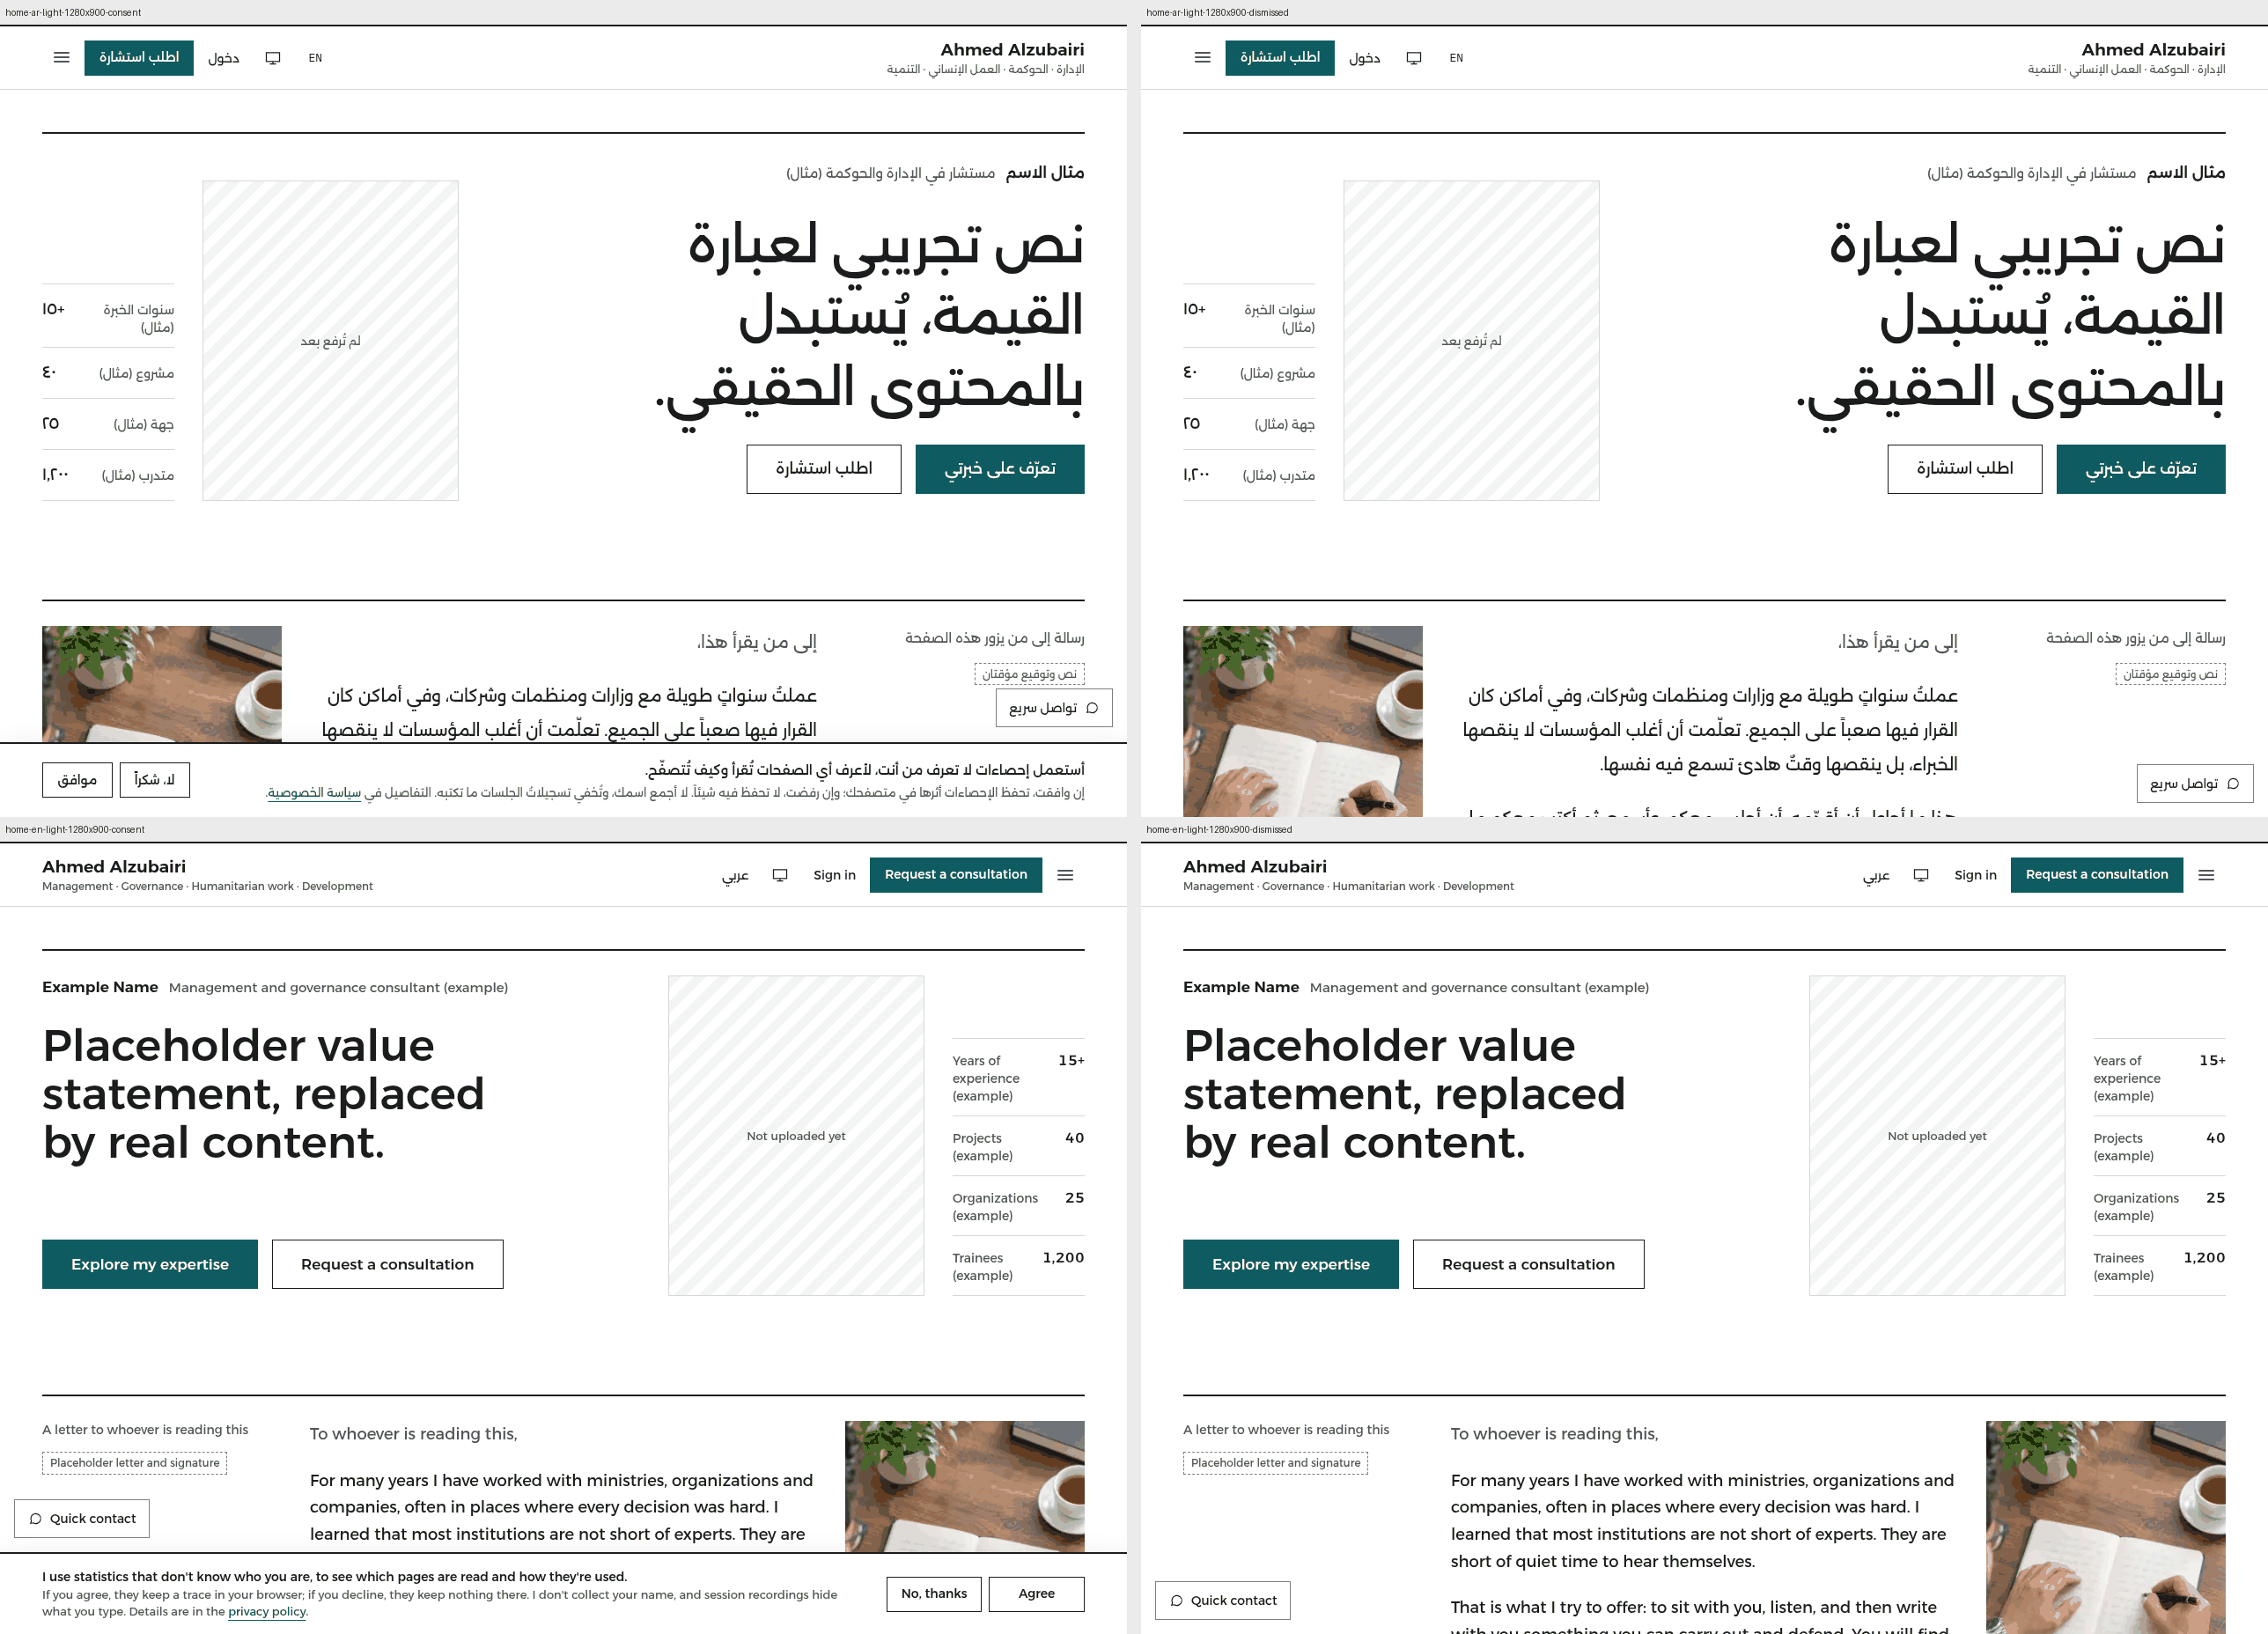 home-ar-light-1280x900-consent
Ahmed Alzubairi
الإدارة · الحوكمة · العمل الإنساني · التنمية
EN
دخول
اطلب استشارة
مثال الاسم مستشار في الإدارة والحوكمة (مثال)
نص تجريبي لعبارة
القيمة، يُستبدل
بالمحتوى الحقيقي.
تعرّف على خبرتي
اطلب استشارة
لم تُرفع بعد
سنوات الخبرة +١٥
(مثال)
مشروع (مثال) ٤٠
جهة (مثال) ٢٥
متدرب (مثال) ١,٢٠٠
رسالة إلى من يزور هذه الصفحة
نص وتوقيع مؤقتان
إلى من يقرأ هذا،
عملتُ سنواتٍ طويلة مع وزارات ومنظمات وشركات، وفي أماكن كان
القرار فيها صعباً على الجميع. تعلّمت أن أغلب المؤسسات لا ينقصها
تواصل سريع
أستعمل إحصاءات لا تعرف من أنت، لأعرف أي الصفحات تُقرأ وكيف تُتصفّح.
إن وافقت، تحفظ الإحصاءات أثرها في متصفحك؛ وإن رفضت، لا تحفظ فيه شيئاً. لا أجمع اسمك، وتُخفي تسجيلاتُ الجلسات ما تكتبه. التفاصيل في سياسة الخصوصية.
لا، شكراً
موافق
home-ar-light-1280x900-dismissed
Ahmed Alzubairi
الإدارة · الحوكمة · العمل الإنساني · التنمية
EN
دخول
اطلب استشارة
مثال الاسم مستشار في الإدارة والحوكمة (مثال)
نص تجريبي لعبارة
القيمة، يُستبدل
بالمحتوى الحقيقي.
تعرّف على خبرتي
اطلب استشارة
لم تُرفع بعد
سنوات الخبرة +١٥
(مثال)
مشروع (مثال) ٤٠
جهة (مثال) ٢٥
متدرب (مثال) ١,٢٠٠
رسالة إلى من يزور هذه الصفحة
نص وتوقيع مؤقتان
إلى من يقرأ هذا،
عملتُ سنواتٍ طويلة مع وزارات ومنظمات وشركات، وفي أماكن كان
القرار فيها صعباً على الجميع. تعلّمت أن أغلب المؤسسات لا ينقصها
الخبراء، بل ينقصها وقتٌ هادئ تسمع فيه نفسها.
تواصل سريع
home-en-light-1280x900-consent
Ahmed Alzubairi
Management · Governance · Humanitarian work · Development
عربي
Sign in
Request a consultation
Example Name Management and governance consultant (example)
Placeholder value
statement, replaced
by real content.
Explore my expertise
Request a consultation
Not uploaded yet
Years of 15+
experience
(example)
Projects 40
(example)
Organizations 25
(example)
Trainees 1,200
(example)
A letter to whoever is reading this
Placeholder letter and signature
To whoever is reading this,
For many years I have worked with ministries, organizations and
companies, often in places where every decision was hard. I
learned that most institutions are not short of experts. They are
Quick contact
I use statistics that don't know who you are, to see which pages are read and how they're used.
If you agree, they keep a trace in your browser; if you decline, they keep nothing there. I don't collect your name, and session recordings hide
what you type. Details are in the privacy policy.
No, thanks
Agree
home-en-light-1280x900-dismissed
Ahmed Alzubairi
Management · Governance · Humanitarian work · Development
عربي
Sign in
Request a consultation
Example Name Management and governance consultant (example)
Placeholder value
statement, replaced
by real content.
Explore my expertise
Request a consultation
Not uploaded yet
Years of 15+
experience
(example)
Projects 40
(example)
Organizations 25
(example)
Trainees 1,200
(example)
A letter to whoever is reading this
Placeholder letter and signature
To whoever is reading this,
For many years I have worked with ministries, organizations and
companies, often in places where every decision was hard. I
learned that most institutions are not short of experts. They are
short of quiet time to hear themselves.
That is what I try to offer: to sit with you, listen, and then write
with you something you can carry out and defend. You will find
Quick contact